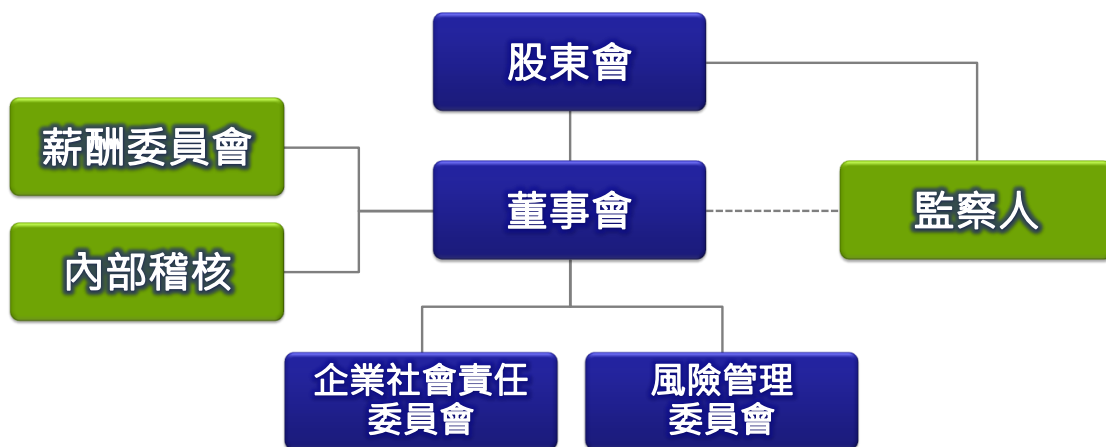 股東會
薪酬委員會
董事會
監察人
內部稽核
企業社會責任
委員會
風險管理
委員會